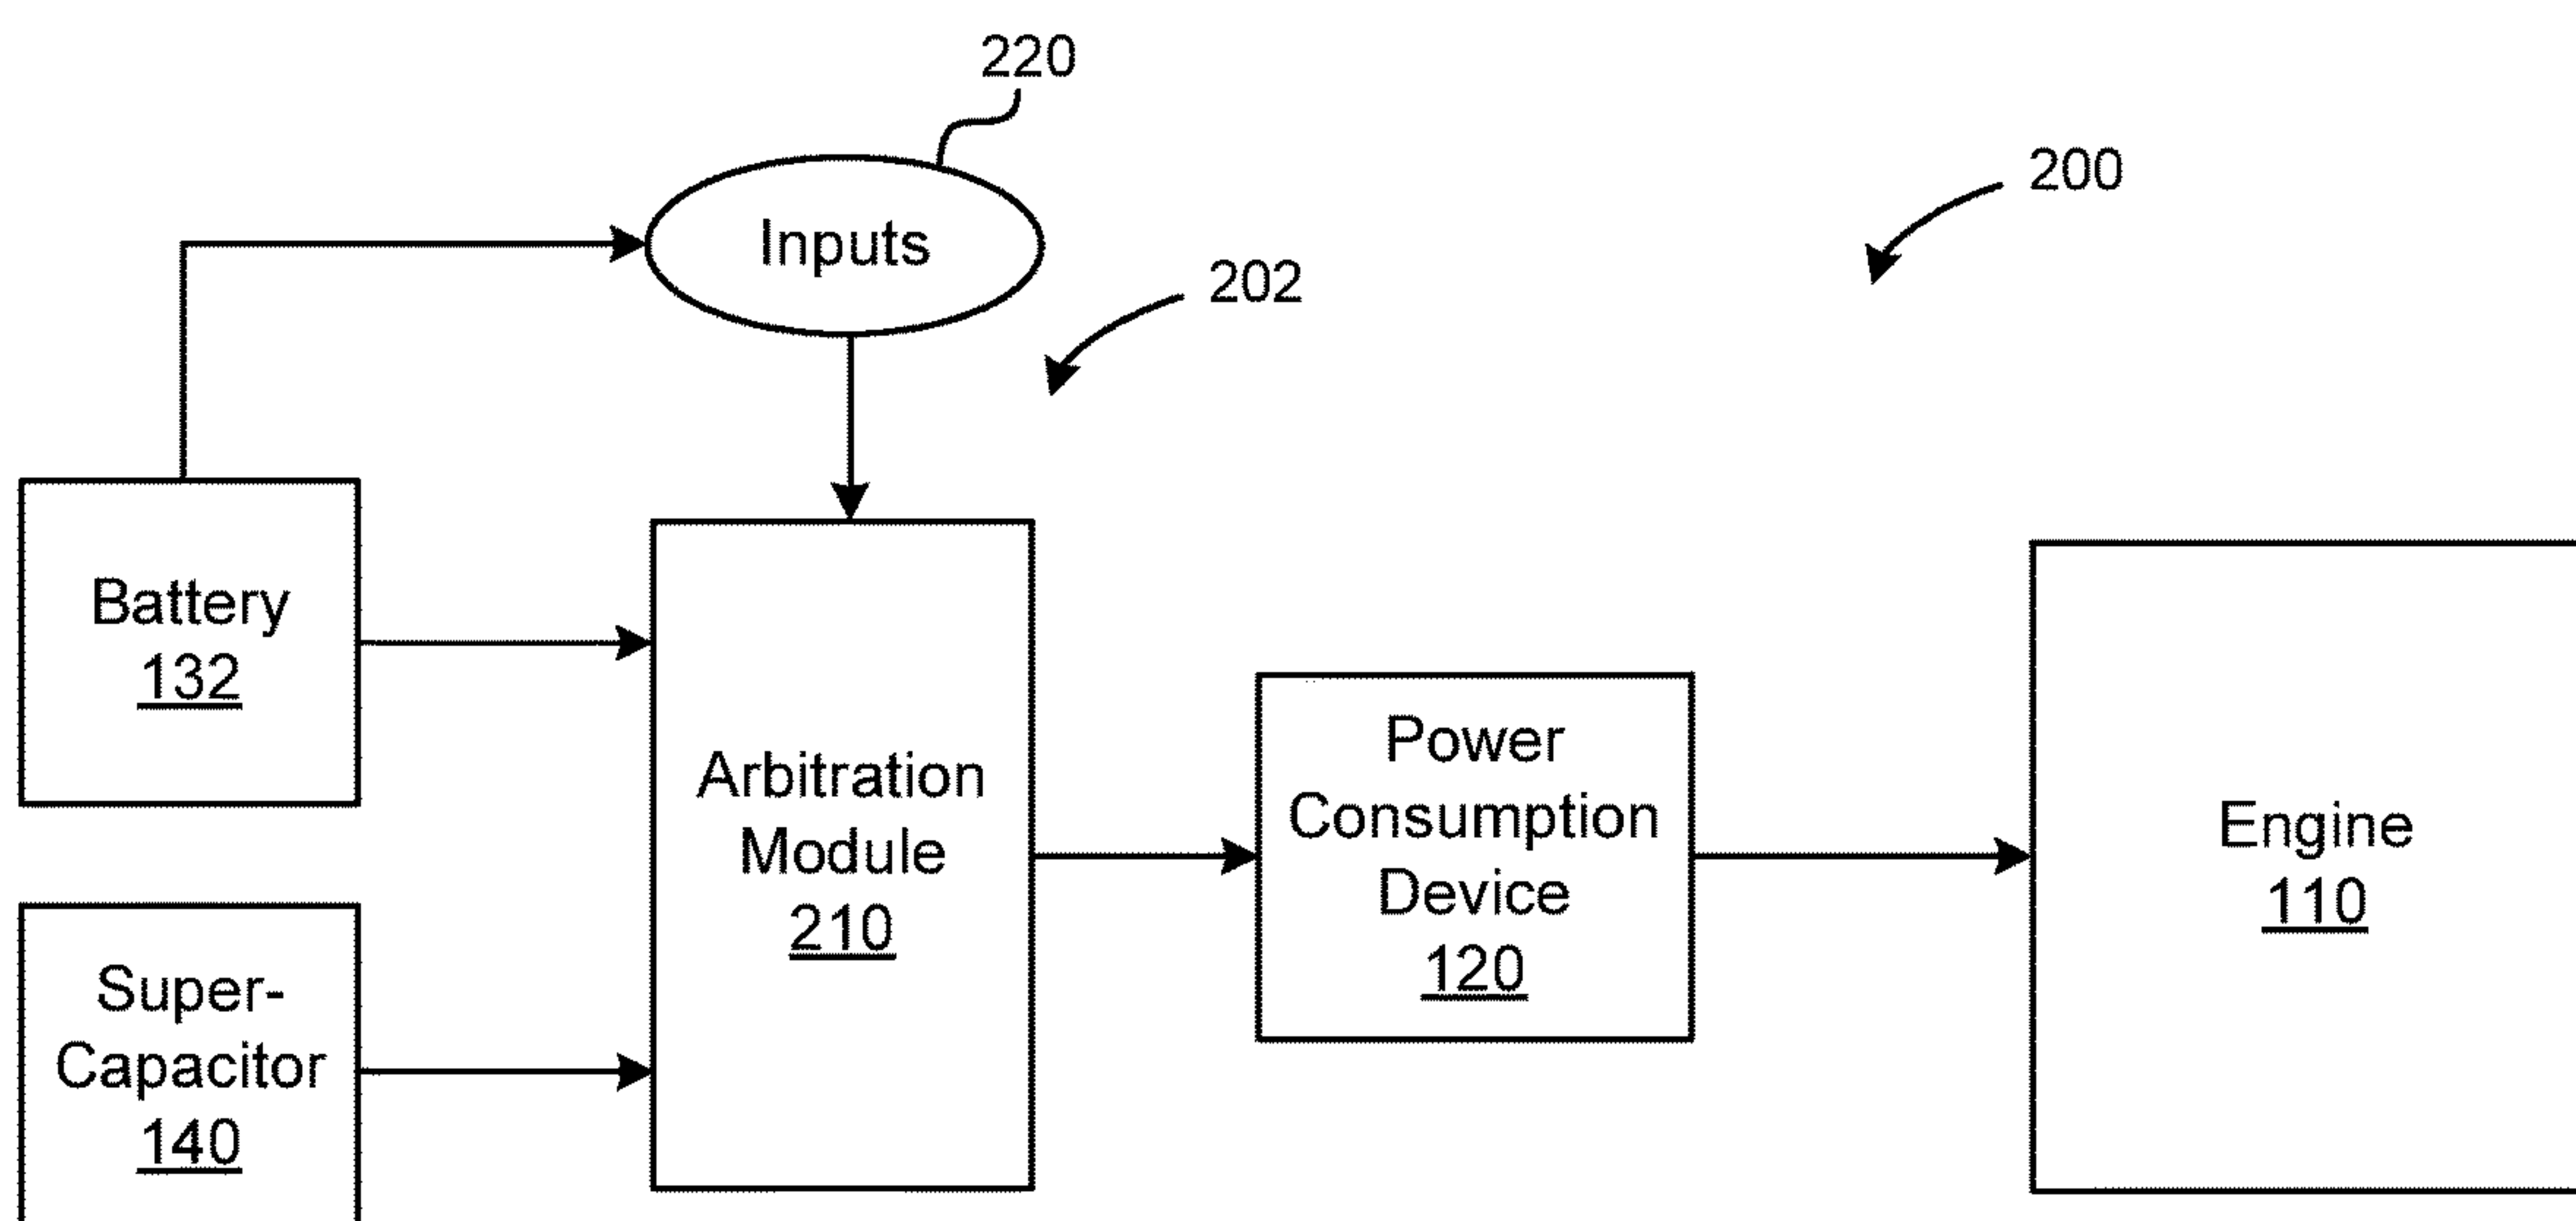 220
200
Inputs
202
Battery
132
Arbitration
Module
210
Power
Consumption
Device
120
Engine
110
Super-
Capacitor
140